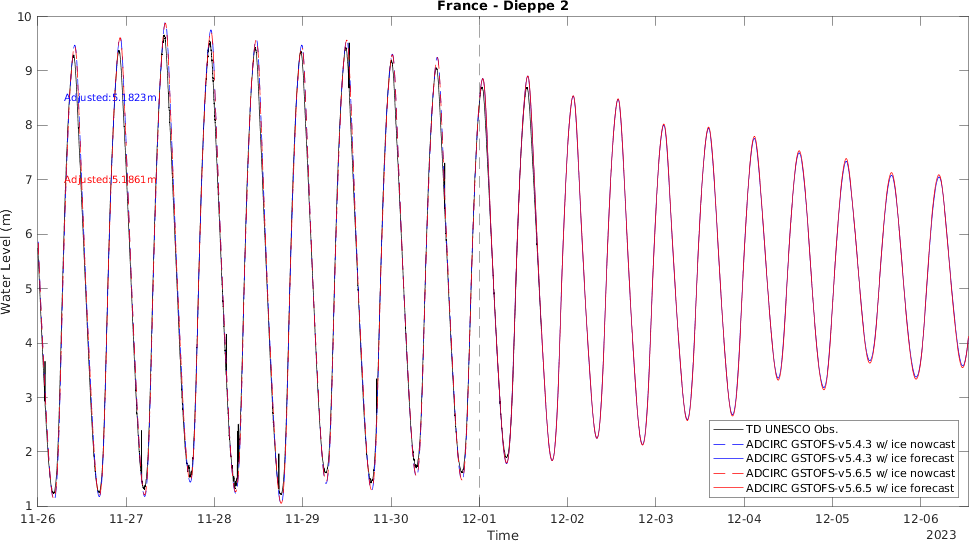 France - Dieppe 2
10
9
8
7
6
5
4
3
2
1
Water Level (m)
Adjusted:5.1823m
Adjusted:5.1861m
TD UNESCO Obs.
ADCIRC GSTOFS-v5.4.3 w/ ice nowcast
ADCIRC GSTOFS-v5.4.3 w/ ice forecast
ADCIRC GSTOFS-v5.6.5 w/ ice nowcast
ADCIRC GSTOFS-v5.6.5 w/ ice forecast
11-26 11-27 11-28 11-29 11-30 12-01 12-02 12-03 12-04 12-05 12-06
Time
2023